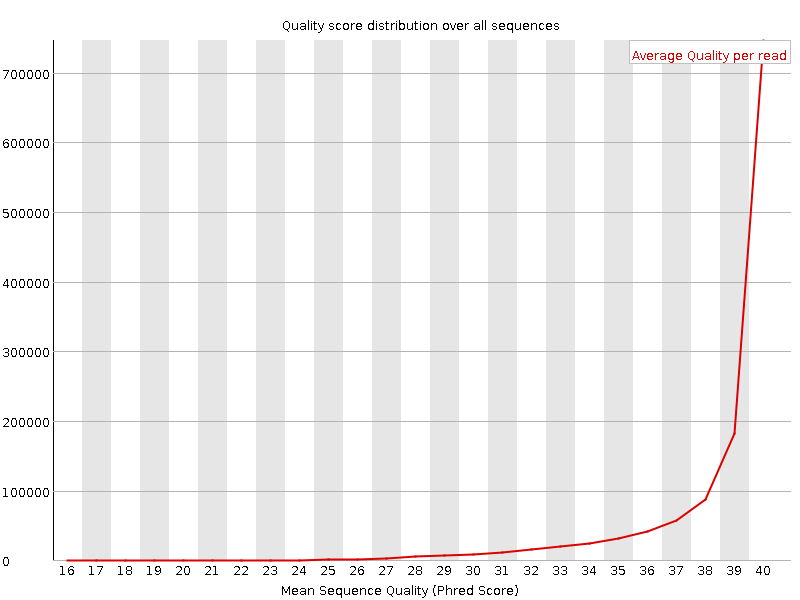 Quality score distribution over all sequences
Average Quality per read
700000
600000
500000
400000
300000
200000
100000
0
16 17 18 19 20 21 22 23 24 25 26 27 28 29 30 31 32 33 34 35 36 37 38 39 40
Mean Sequence Quality (Phred Score)